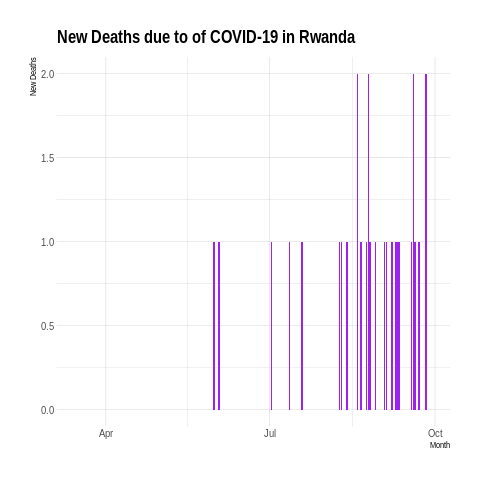 New Deaths due to of COVID-19 in Rwanda
New Deaths
2.0
1.5
1.0
0.5
0.0
Apr
Jul
Oct
Month